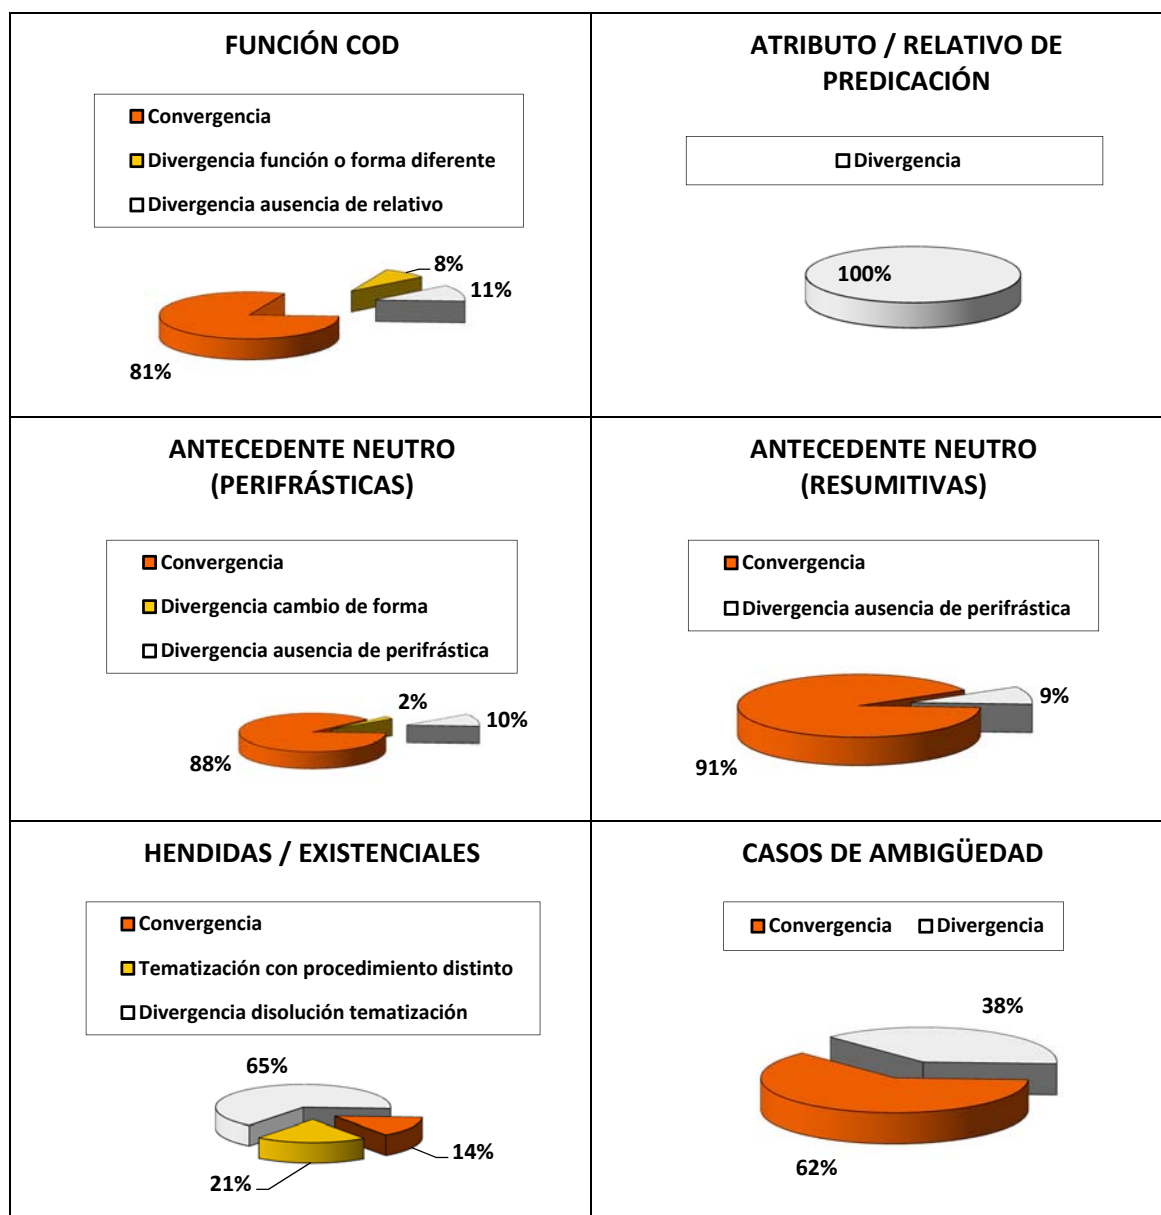 FUNCIÓN COD
Convergencia
Divergencia función o forma diferente
Divergencia ausencia de relativo
8%
11%
81%
ATRIBUTO / RELATIVO DE
PREDICACIÓN
Divergencia
100%
ANTECEDENTE NEUTRO
(PERIFRÁSTICAS)
Convergencia
Divergencia cambio de forma
Divergencia ausencia de perifrástica
2%
10%
88%
ANTECEDENTE NEUTRO
(RESUMITIVAS)
Convergencia
Divergencia ausencia de perifrástica
9%
91%
HENDIDAS / EXISTENCIALES
Convergencia
Tematización con procedimiento distinto
Divergencia disolución tematización
65%
14%
21%
CASOS DE AMBIGÜEDAD
Convergencia Divergencia
38%
62%